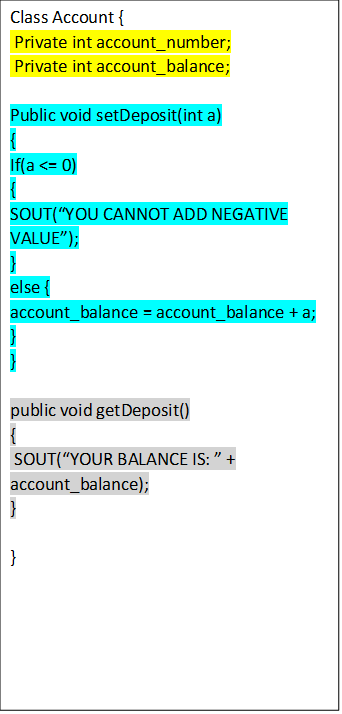 Class Account {
Private int account_number;
Private int account_balance;
Public void setDeposit(int a)
{
If(a <= 0)
{
SOUT(“YOU CANNOT ADD NEGATIVE
VALUE”);
}
else {
account_balance = account_balance + a;
}
}
public void getDeposit()
{
SOUT(“YOUR BALANCE IS: ” +
account_balance);
}
}